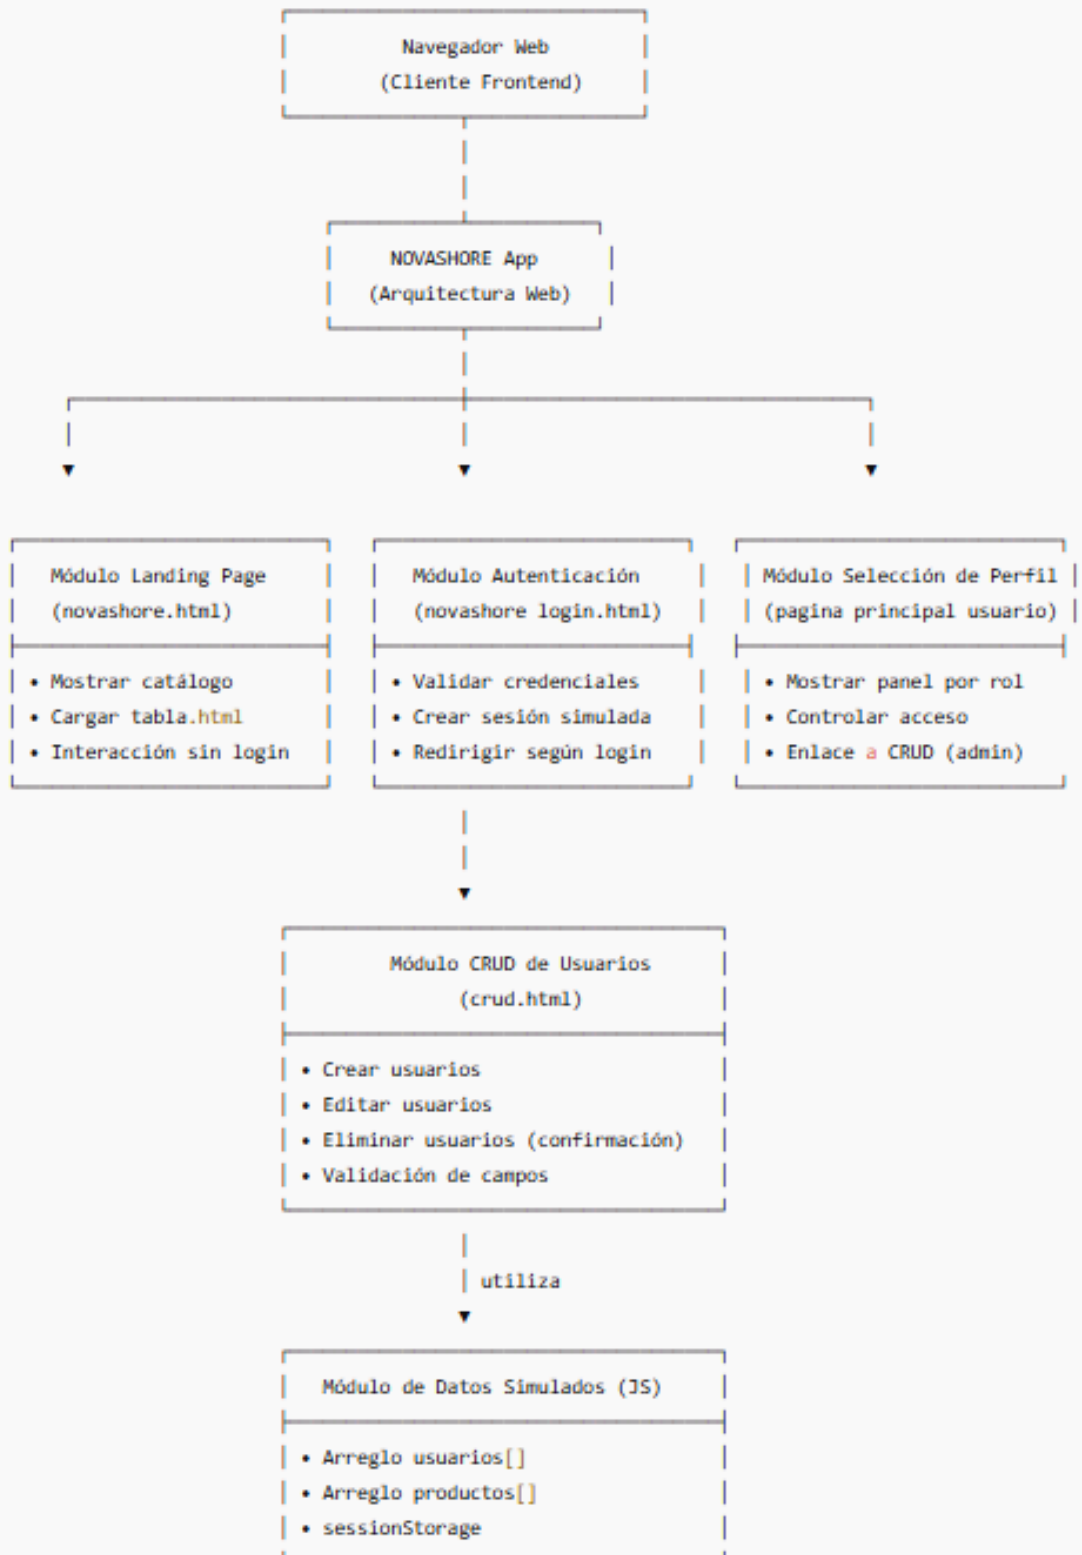 Navegador Web
(Cliente Frontend)
NOVASHORE App
(Arquitectura Web)
Módulo Landing Page
(novashore.html)
• Mostrar catálogo
• Cargar tabla.html
• Interacción sin login
Módulo Autenticación
(novashore login.html)
• Validar credenciales
• Crear sesión simulada
• Redirigir según login
Módulo Selección de Perfil
(pagina principal usuario)
• Mostrar panel por rol
• Controlar acceso
• Enlace a CRUD (admin)
Módulo CRUD de Usuarios
(crud.html)
• Crear usuarios
• Editar usuarios
• Eliminar usuarios (confirmación)
• Validación de campos
utiliza
Módulo de Datos Simulados (JS)
• Arreglo usuarios[]
• Arreglo productos[]
• sessionStorage